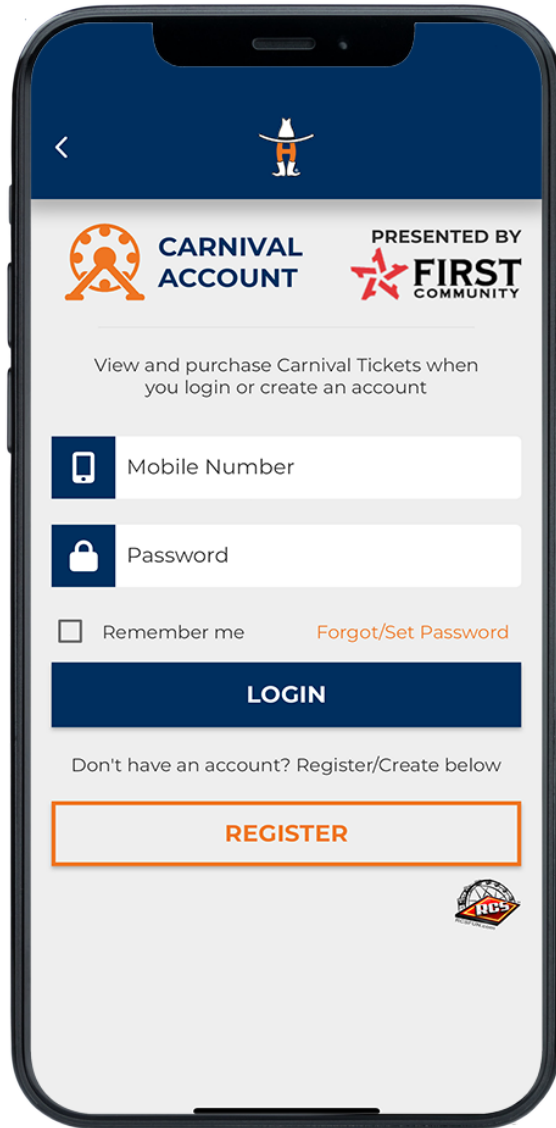 CARNIVAL
ACCOUNT
PRESENTED BY
FIRST
COMMUNITY
View and purchase Carnival Tickets when
you login or create an account
Mobile Number
Password
Remember me
Forgot/Set Password
LOGIN
Don't have an account? Register/Create below
REGISTER
RCS